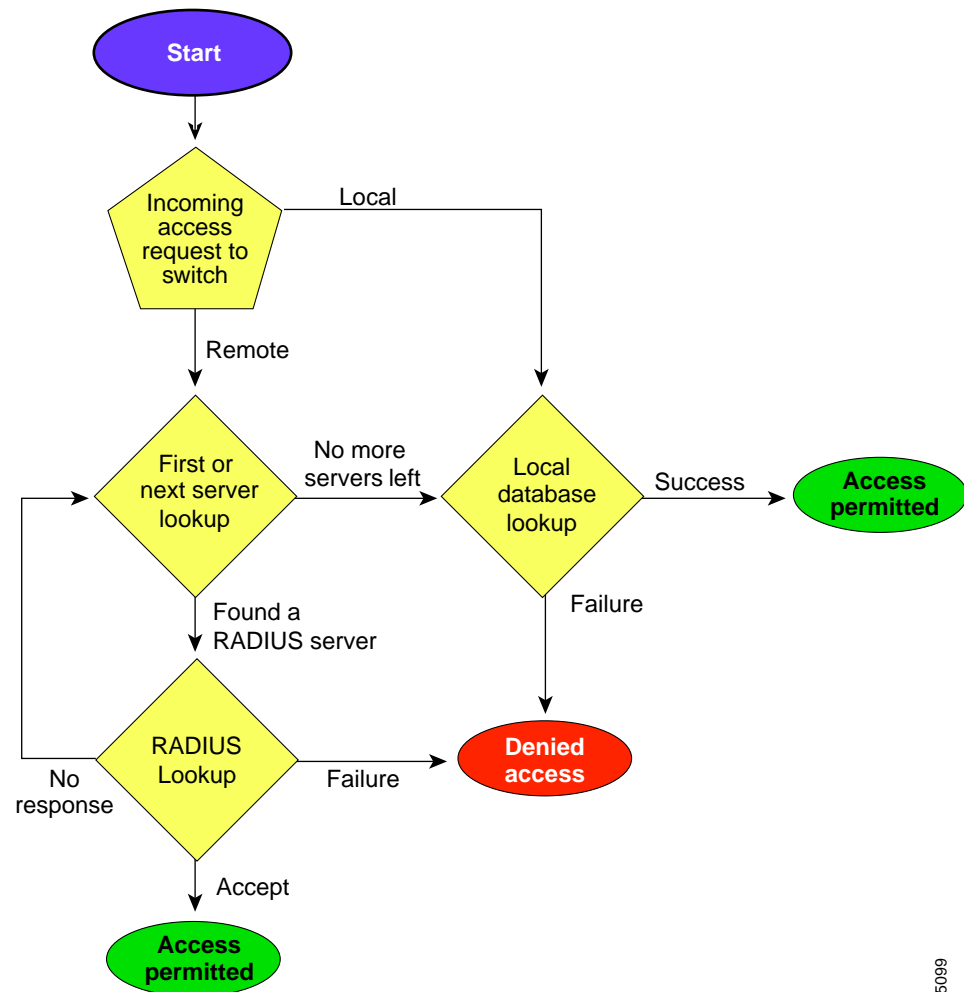 Start
Incoming
access
request to
switch
Local
Remote
First or
next server
lookup
No more
servers left
Local
database
lookup
Success
Access
permitted
Found a
RADIUS server
Failure
RADIUS
Lookup
No
response
Failure
Denied
access
Accept
Access
permitted
5099